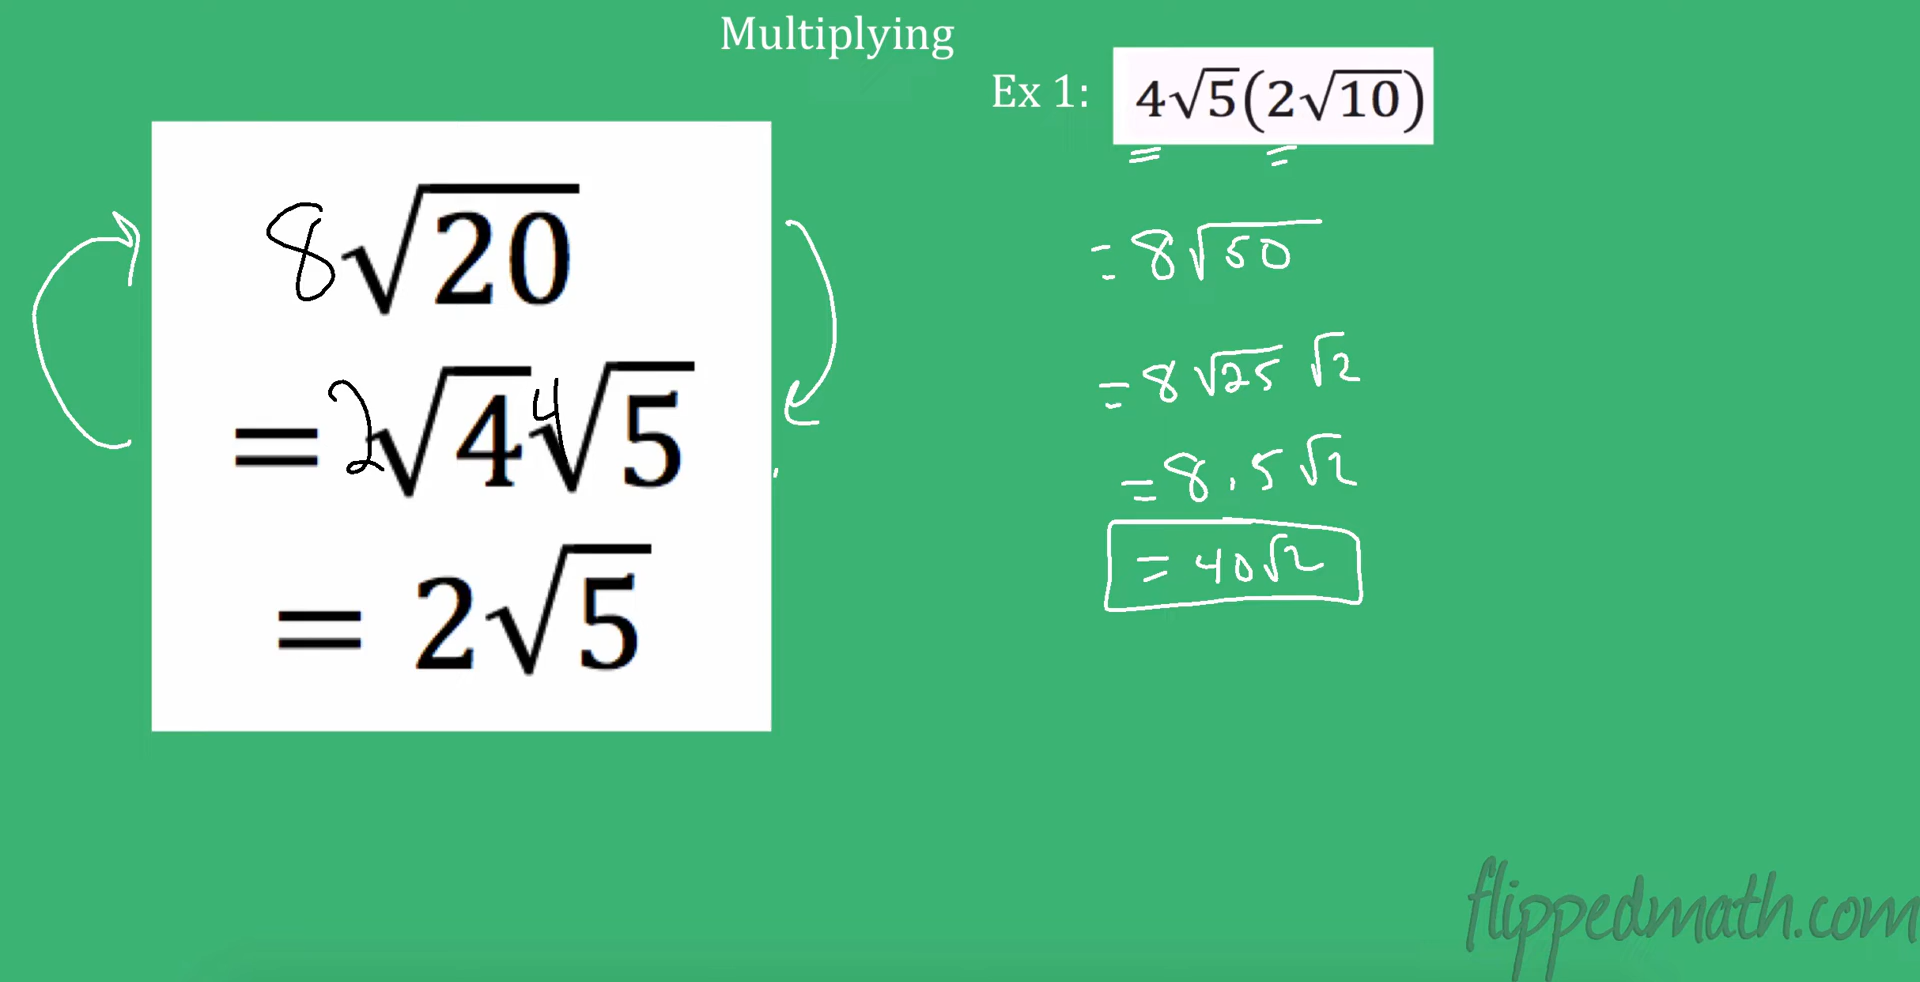 Multiplying
8√20
= 2√4 4√5
= 2√5
Ex 1: 4√5(2√10)
= 8√50
= 8√25 √2
= 8.5√2
= 40√2
flippedmath.com